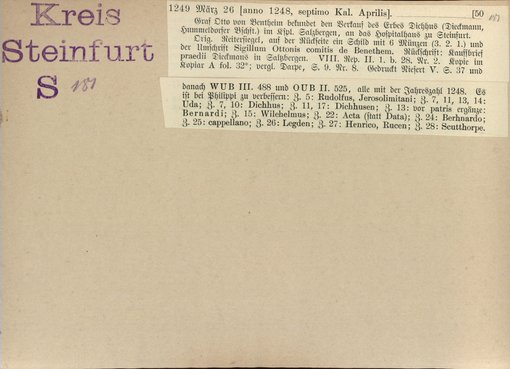 Kreis
Steinfurt
S 181
1249 März 26 [anno 1248, septimo Kal. Aprilis]. [50
Graf Otto von Bentheim bekundet den Verkauf des Erbes Dichhus (Dieckmann,
Hummeldorfer Bschft.) im Kspl. Salzbergen, an das Hospitalhaus zu Steinfurt.
Orig. Reitersiegel, auf der Rückseite ein Schild mit 6 Münzen (3. 2. 1.) und
der Umschrift Sigillum Ottonis comitis de Benethem. Rückschrift: Kauffbrief
praedii Dieckmans in Saltzbergen. VIII. Rep. II. 1. b. 28. Nr. 2. Kopie im
Kopiar A fol. 32ᵃ; vergl. Darpe, S. 9. Nr. 8. Gedruckt Niesert V. S. 37 und
danach WUB III. 488 und OUB II. 525, alle mit der Jahreszahl 1248. Es
ist bei Philippi zu verbessern: Z. 5: Rudolfus, Jerosolimitani; Z. 7, 11, 13, 14:
Uda; Z. 7, 10: Dichhus; Z. 11, 17: Dichhusen; Z. 13: vor patris ergänze:
Bernardi; Z. 15: Wilchelmus; Z. 22: Acta (statt Data); Z. 24: Berhnardo;
Z. 25: cappellano; Z. 26: Legden; Z. 27: Henrico, Rucen; Z. 28: Scutthorpe.